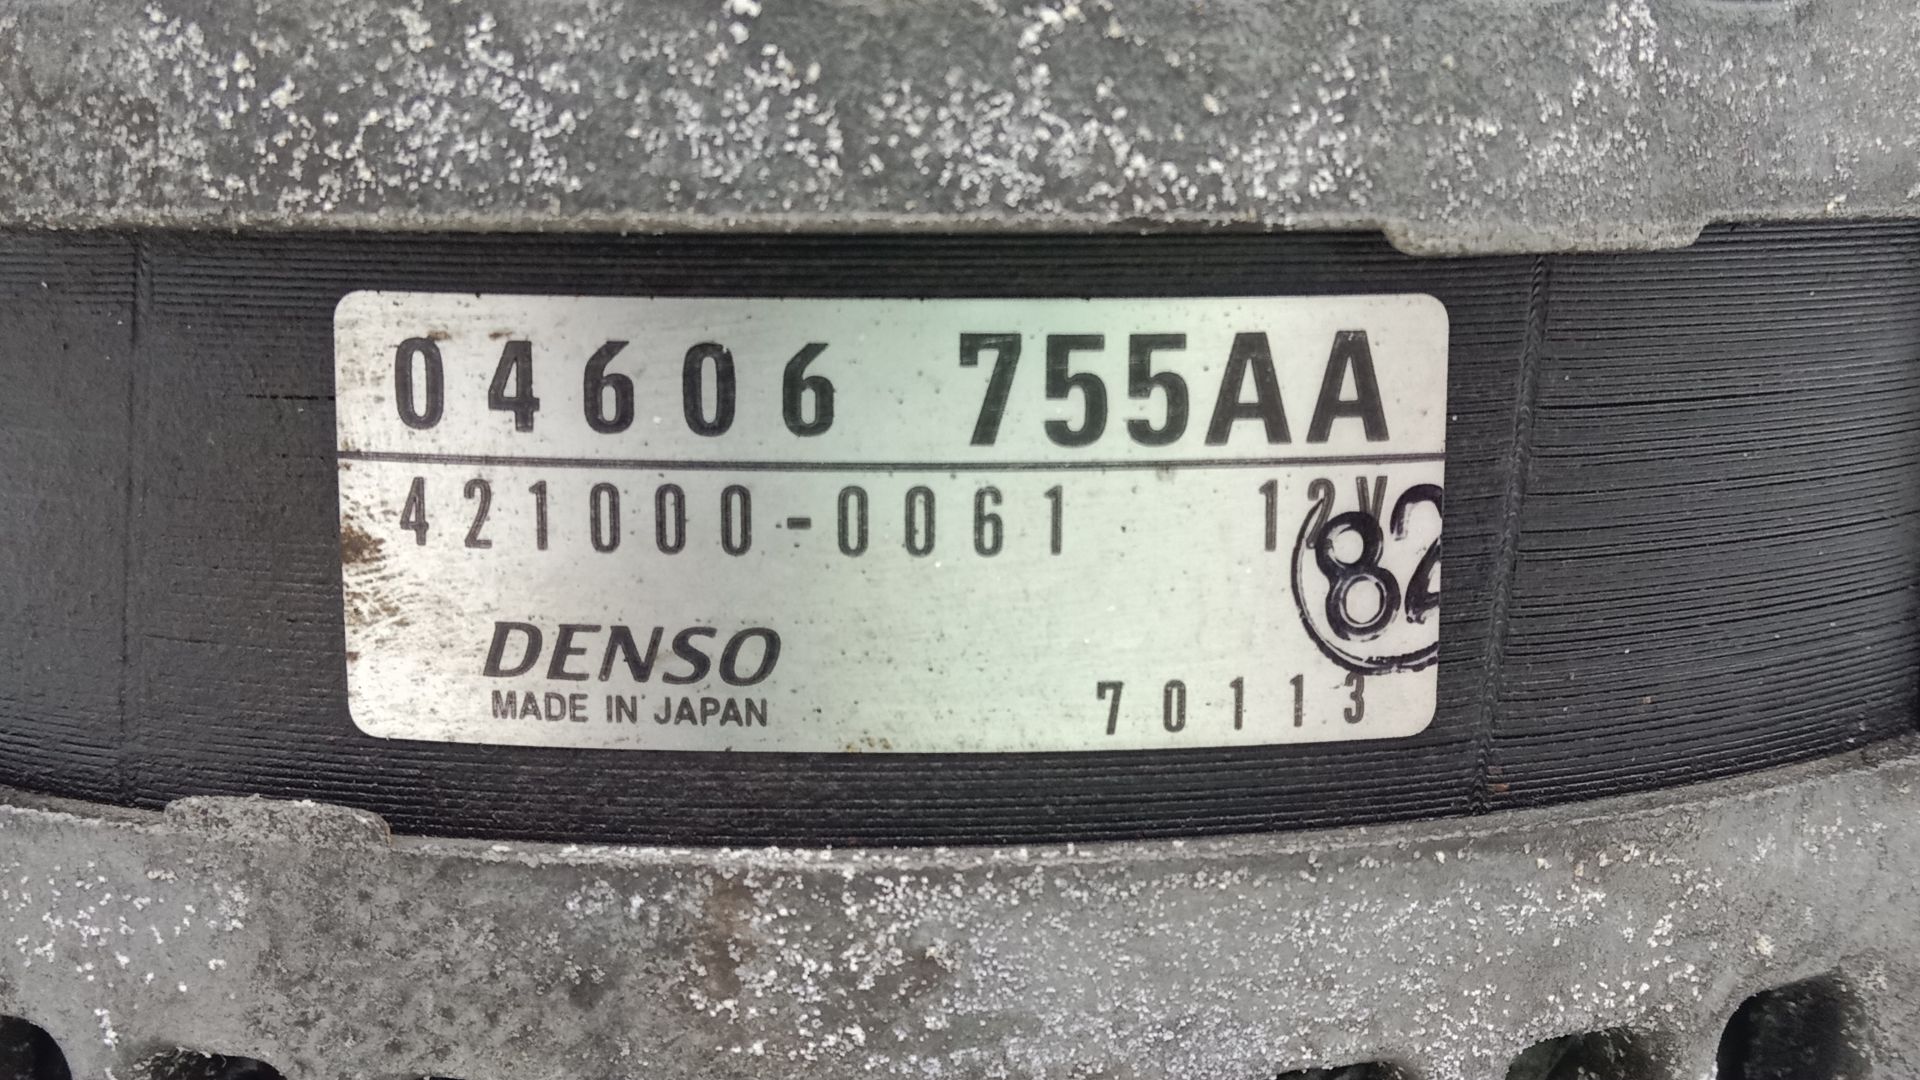 04606 755AA
421000-0061 12V
82
DENSO
MADE IN JAPAN
70113